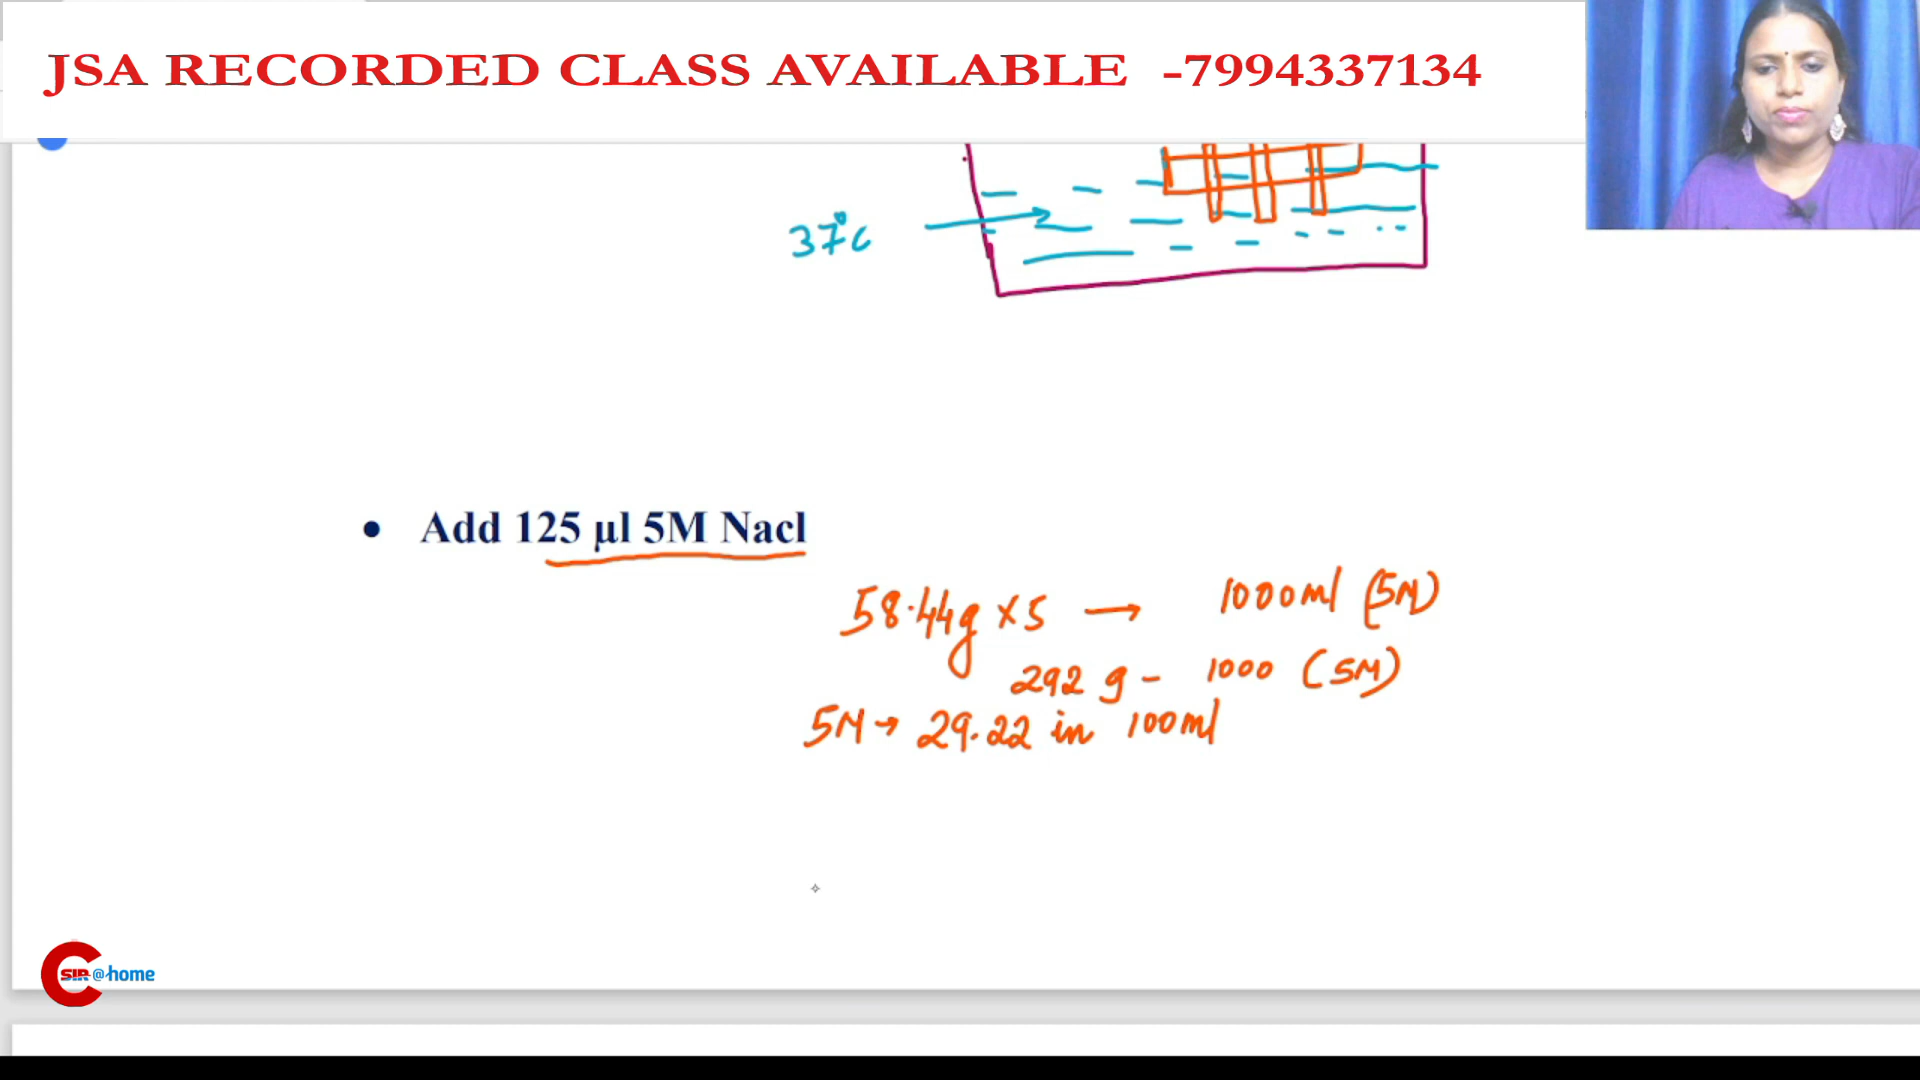 JSA RECORDED CLASS AVAILABLE -7994337134
37°c
• Add 125 µl 5M Nacl
58.44g x 5 → 1000ml (5M)
292 g - 1000 (5M)
5M → 29.22 in 100ml
CSIR@home